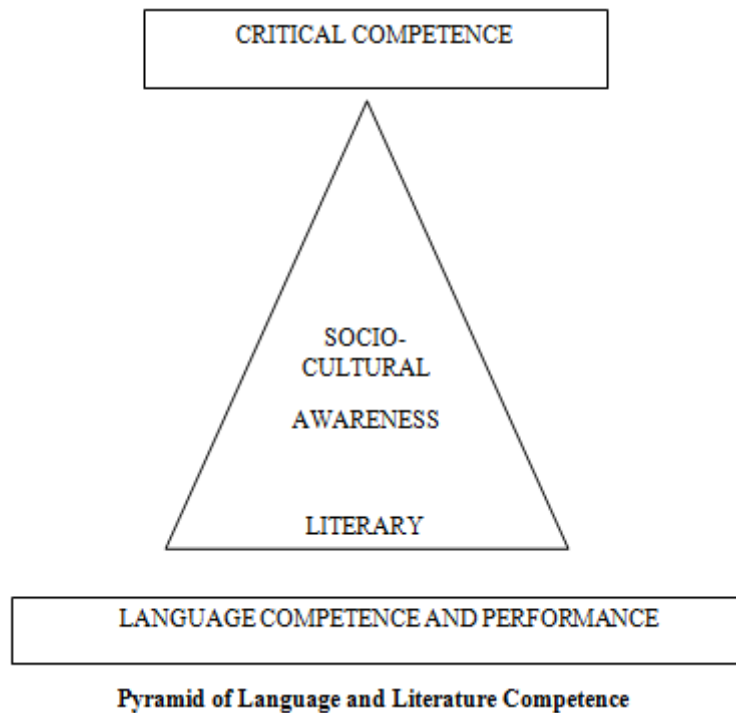 CRITICAL COMPETENCE
SOCIO-
CULTURAL
AWARENESS
LITERARY
LANGUAGE COMPETENCE AND PERFORMANCE
Pyramid of Language and Literature Competence